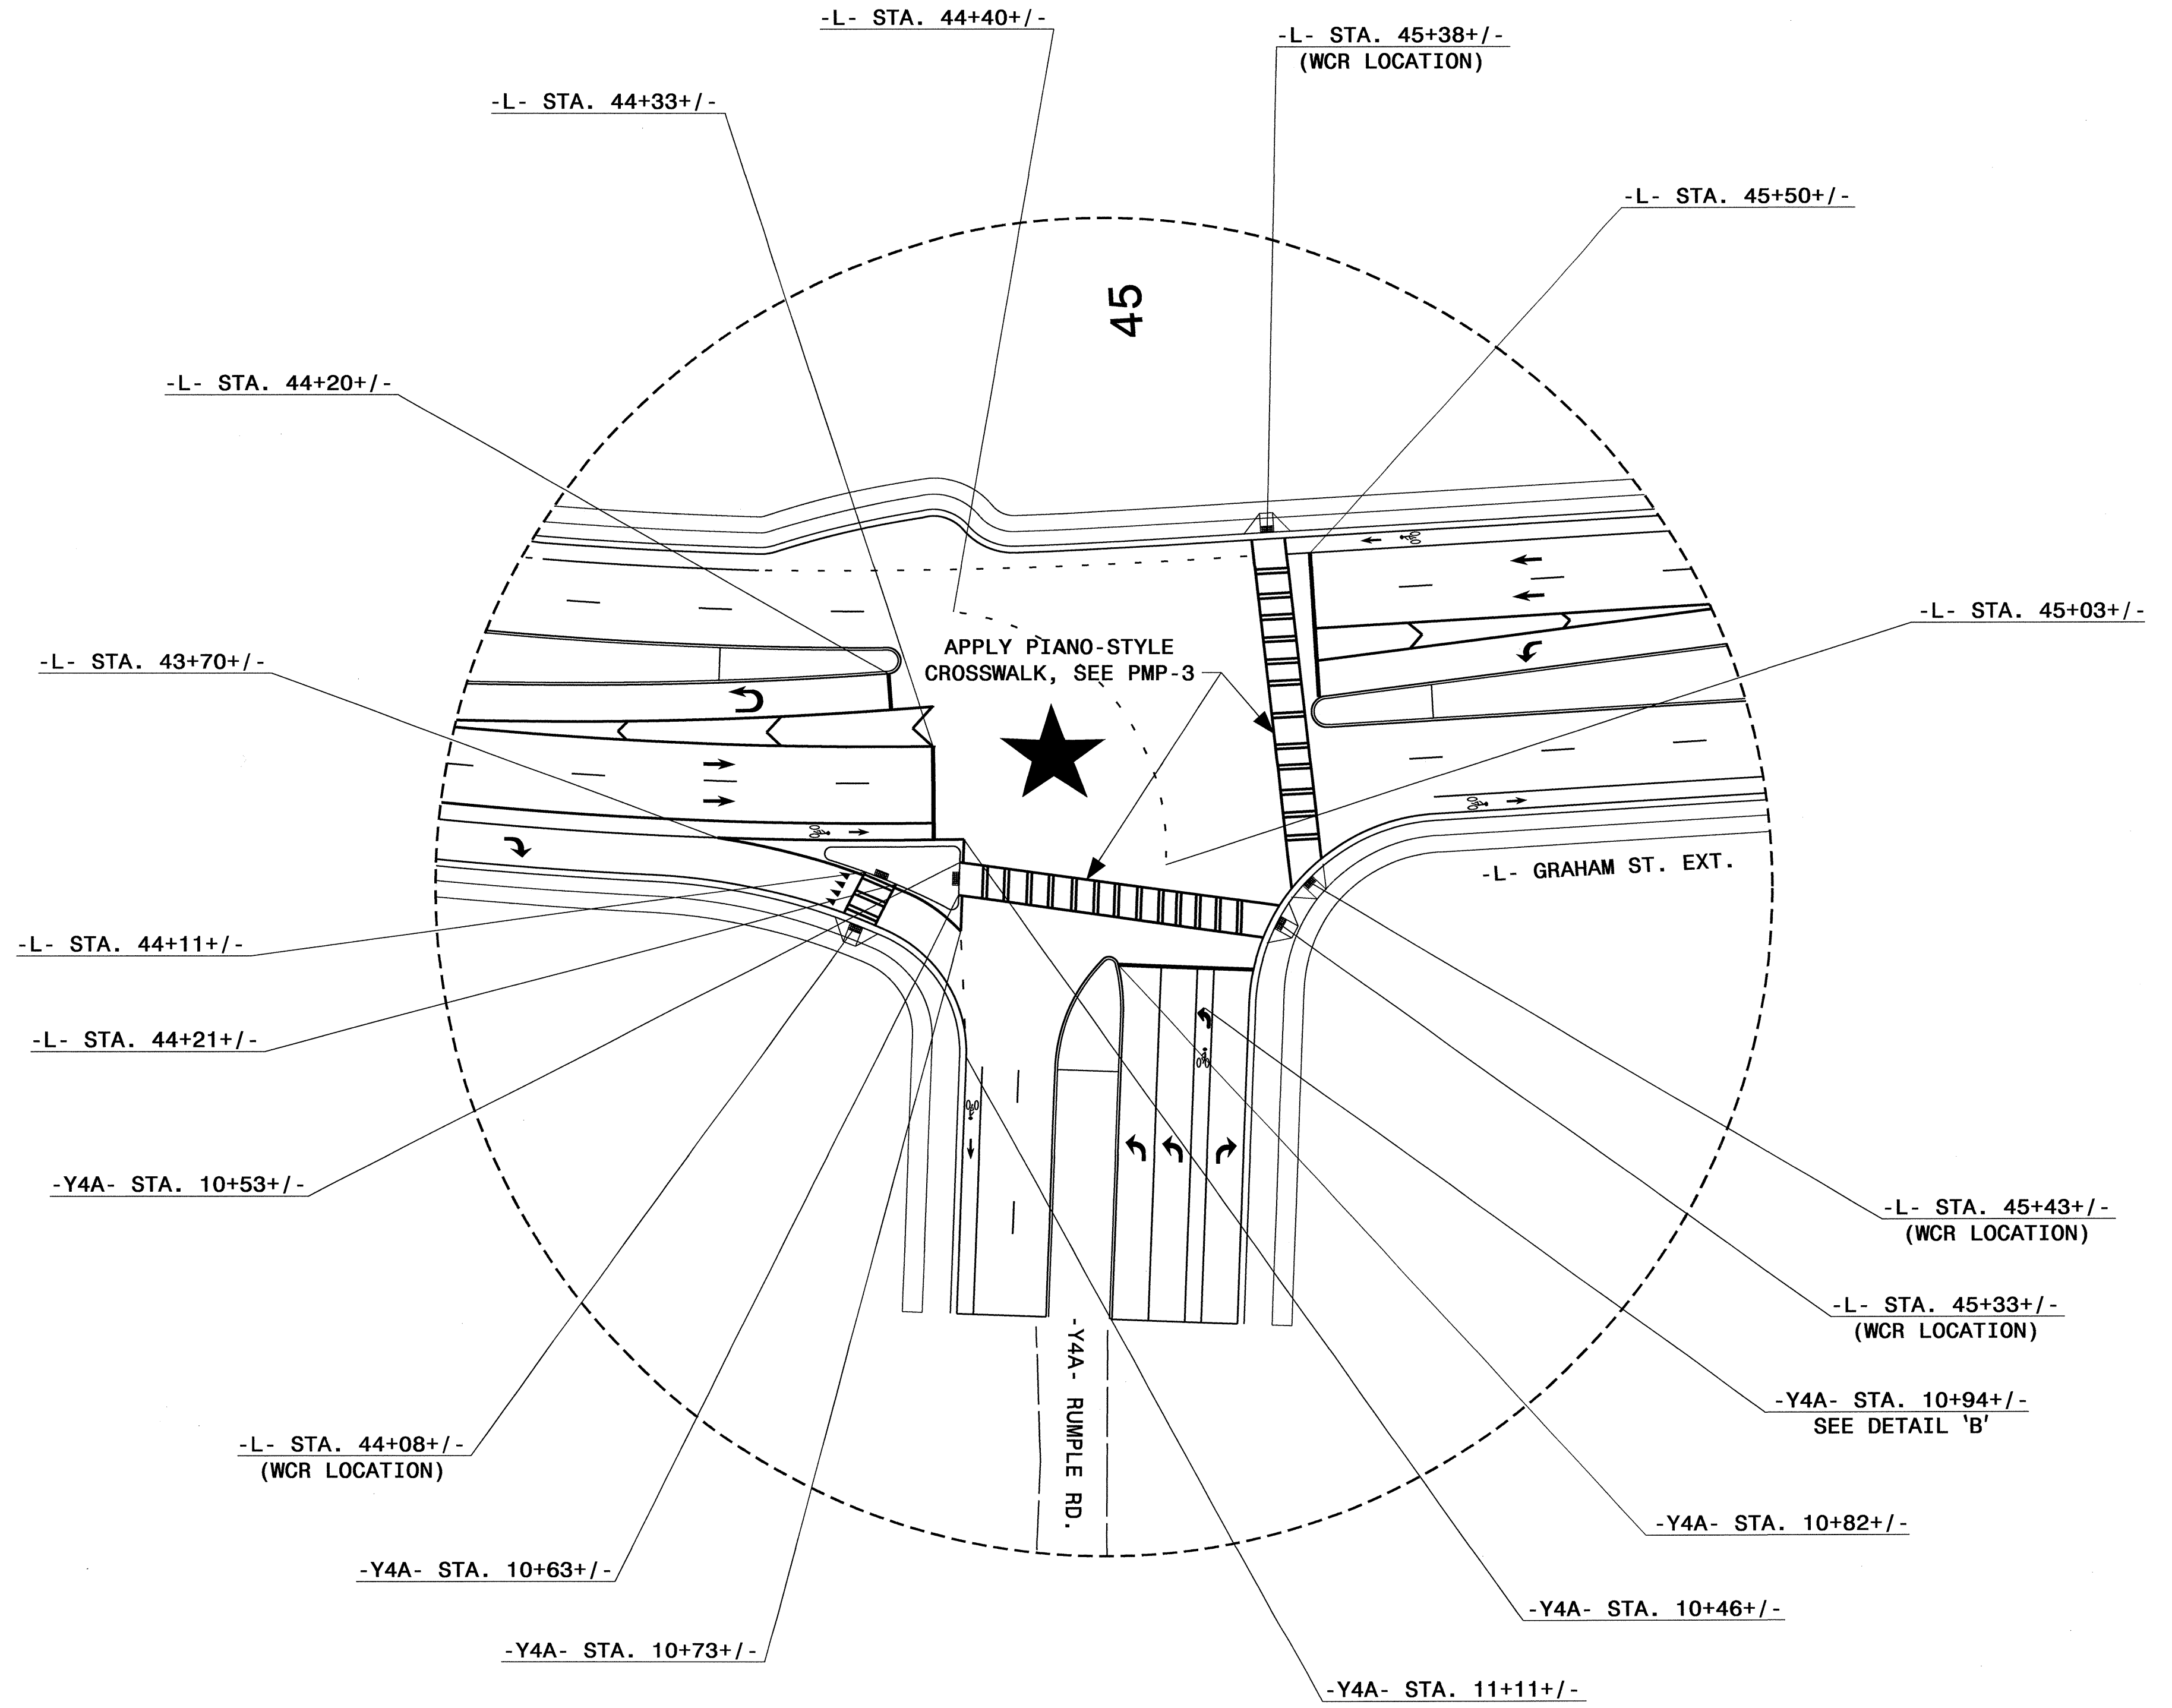 -L- STA. 44+40+/-
-L- STA. 45+38+/-
(WCR LOCATION)
-L- STA. 44+33+/-
-L- STA. 45+50+/-
45
-L- STA. 44+20+/-
-L- STA. 45+03+/-
APPLY PIANO-STYLE
CROSSWALK, SEE PMP-3
-L- STA. 43+70+/-
-L- GRAHAM ST. EXT.
-L- STA. 44+11+/-
-L- STA. 44+21+/-
-Y4A- STA. 10+53+/-
-L- STA. 45+43+/-
(WCR LOCATION)
-L- STA. 45+33+/-
(WCR LOCATION)
-Y4A- RUMPLE RD.
-Y4A- STA. 10+94+/-
SEE DETAIL 'B'
-L- STA. 44+08+/-
(WCR LOCATION)
-Y4A- STA. 10+82+/-
-Y4A- STA. 10+63+/-
-Y4A- STA. 10+46+/-
-Y4A- STA. 10+73+/-
-Y4A- STA. 11+11+/-